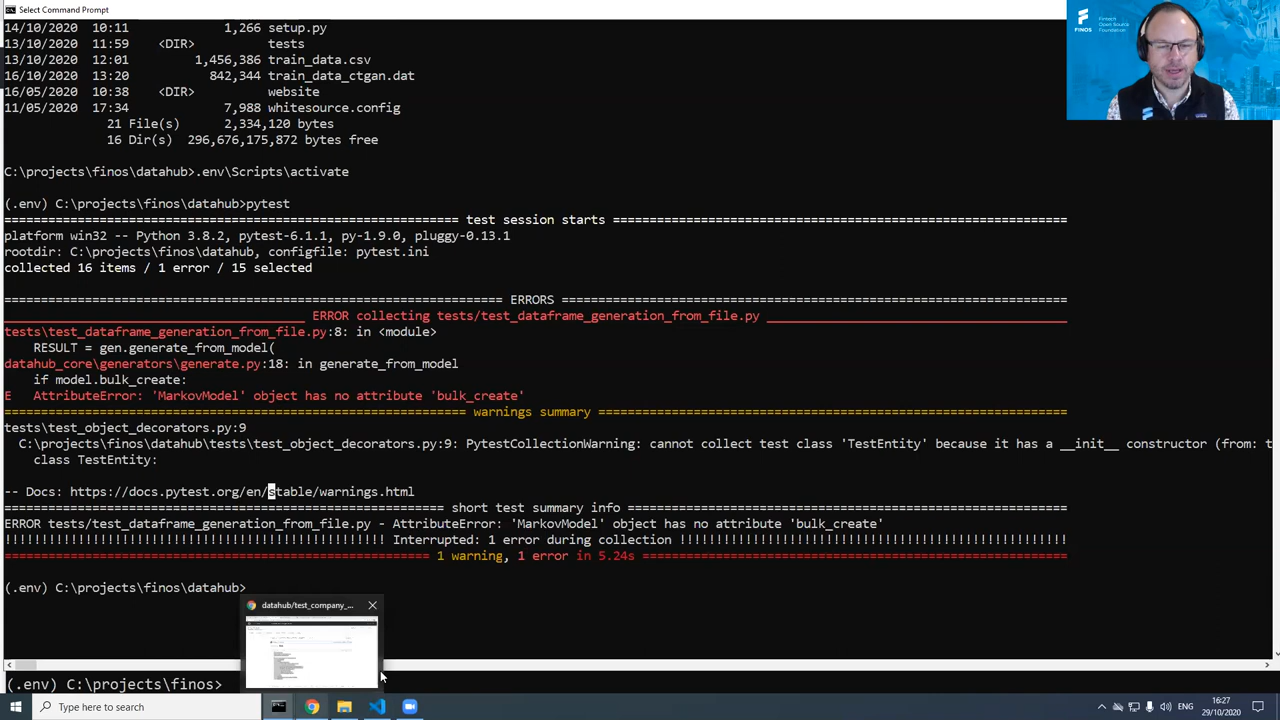 Select Command Prompt
14/10/2020  10:11             1,266 setup.py
13/10/2020  11:59    <DIR>          tests
13/10/2020  12:01         1,456,386 train_data.csv
16/10/2020  13:20           842,344 train_data_ctgan.dat
16/05/2020  10:38    <DIR>          website
11/05/2020  17:34             7,988 whitesource.config
21 File(s)      2,334,120 bytes
16 Dir(s)  296,676,175,872 bytes free
C:\projects\finos\datahub>.env\Scripts\activate
(.env) C:\projects\finos\datahub>pytest
test session starts
platform win32 -- Python 3.8.2, pytest-6.1.1, py-1.9.0, pluggy-0.13.1
rootdir: C:\projects\finos\datahub, configfile: pytest.ini
collected 16 items / 1 error / 15 selected
ERRORS
ERROR collecting tests/test_dataframe_generation_from_file.py
tests\test_dataframe_generation_from_file.py:8: in <module>
RESULT = gen.generate_from_model(
datahub_core\generators\generate.py:18: in generate_from_model
if model.bulk_create:
E   AttributeError: 'MarkovModel' object has no attribute 'bulk_create'
warnings summary
tests\test_object_decorators.py:9
C:\projects\finos\datahub\tests\test_object_decorators.py:9: PytestCollectionWarning: cannot collect test class 'TestEntity' because it has a __init__ constructor (from: t
class TestEntity:
-- Docs: https://docs.pytest.org/en/stable/warnings.html
short test summary info
ERROR tests/test_dataframe_generation_from_file.py - AttributeError: 'MarkovModel' object has no attribute 'bulk_create'
!!!!!!!!!!!!!!!!!!!!!!!!!!!!!!!!!!!!!!!!!!!!!!!! Interrupted: 1 error during collection !!!!!!!!!!!!!!!!!!!!!!!!!!!!!!!!!!!!!!!!!!!!!!!!
1 warning, 1 error in 5.24s
(.env) C:\projects\finos\datahub>
datahub/test_company_...
(.env) C:\projects\finos>
Type here to search
ENG
16:27
29/10/2020
FINOS
Fintech
Open Source
Foundation